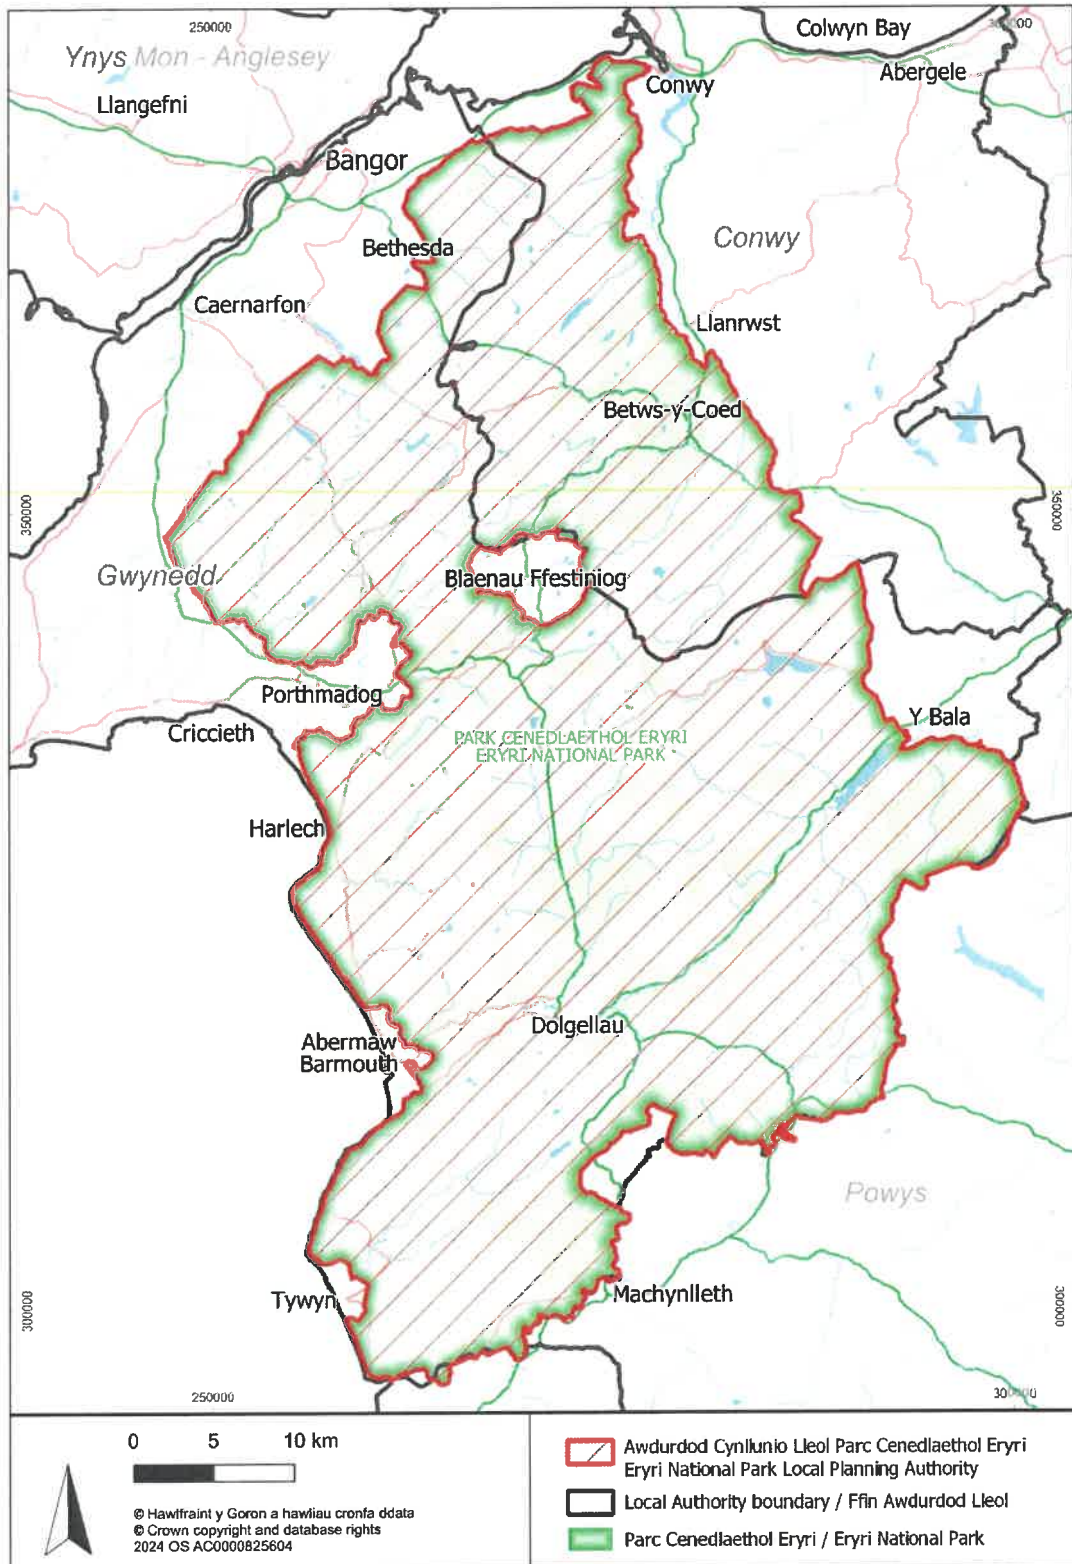 250000
300000
Colwyn Bay
Ynys Mon - Anglesey
Abergele
Conwy
Llangefni
Bangor
Conwy
Bethesda
Caernarfon
Llanrwst
Betws-y-Coed
350000
350000
Gwynedd
Blaenau Ffestiniog
Porthmadog
Y Bala
Criccieth
PARK CENEDLAETHOL ERYRI
ERYRI NATIONAL PARK
Harlech
Dolgellau
Abermaw
Barmouth
Powys
Tywyn
Machynlleth
300000
300000
250000
300000
0 5 10 km
© Hawlfraint y Goron a hawliau cronfa ddata
© Crown copyright and database rights
2024 OS AC0000825604
Awdurdod Cynllunio Lleol Parc Cenedlaethol Eryri
Eryri National Park Local Planning Authority
Local Authority boundary / Ffin Awdurdod Lleol
Parc Cenedlaethol Eryri / Eryri National Park